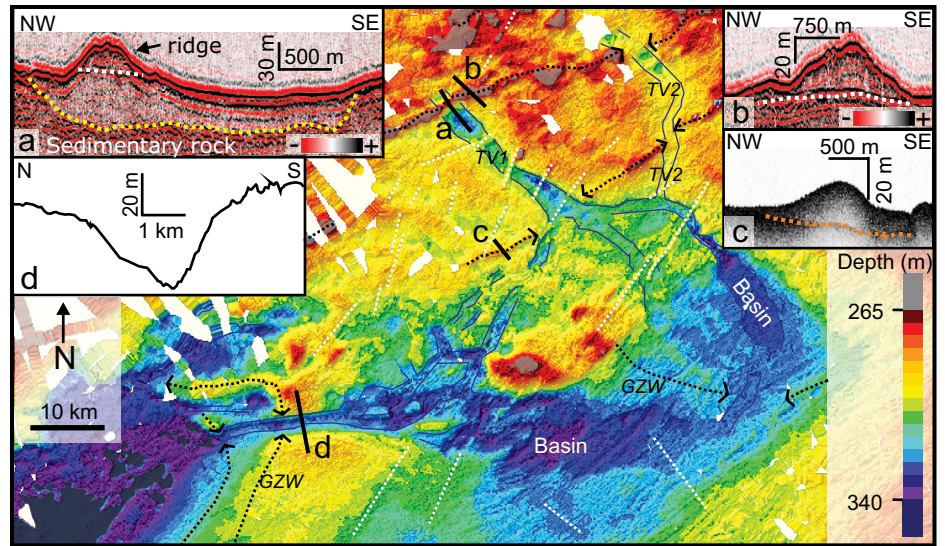 NW
SE
ridge
30 m
500 m
a
Sedimentary rock
-
+
N
S
20 m
1 km
d
N
10 km
b
a
TV1
TV2
TV2
c
d
GZW
GZW
Basin
Basin
NW
SE
750 m
20 m
b
-
+
NW
SE
500 m
20 m
c
Depth (m)
265
340